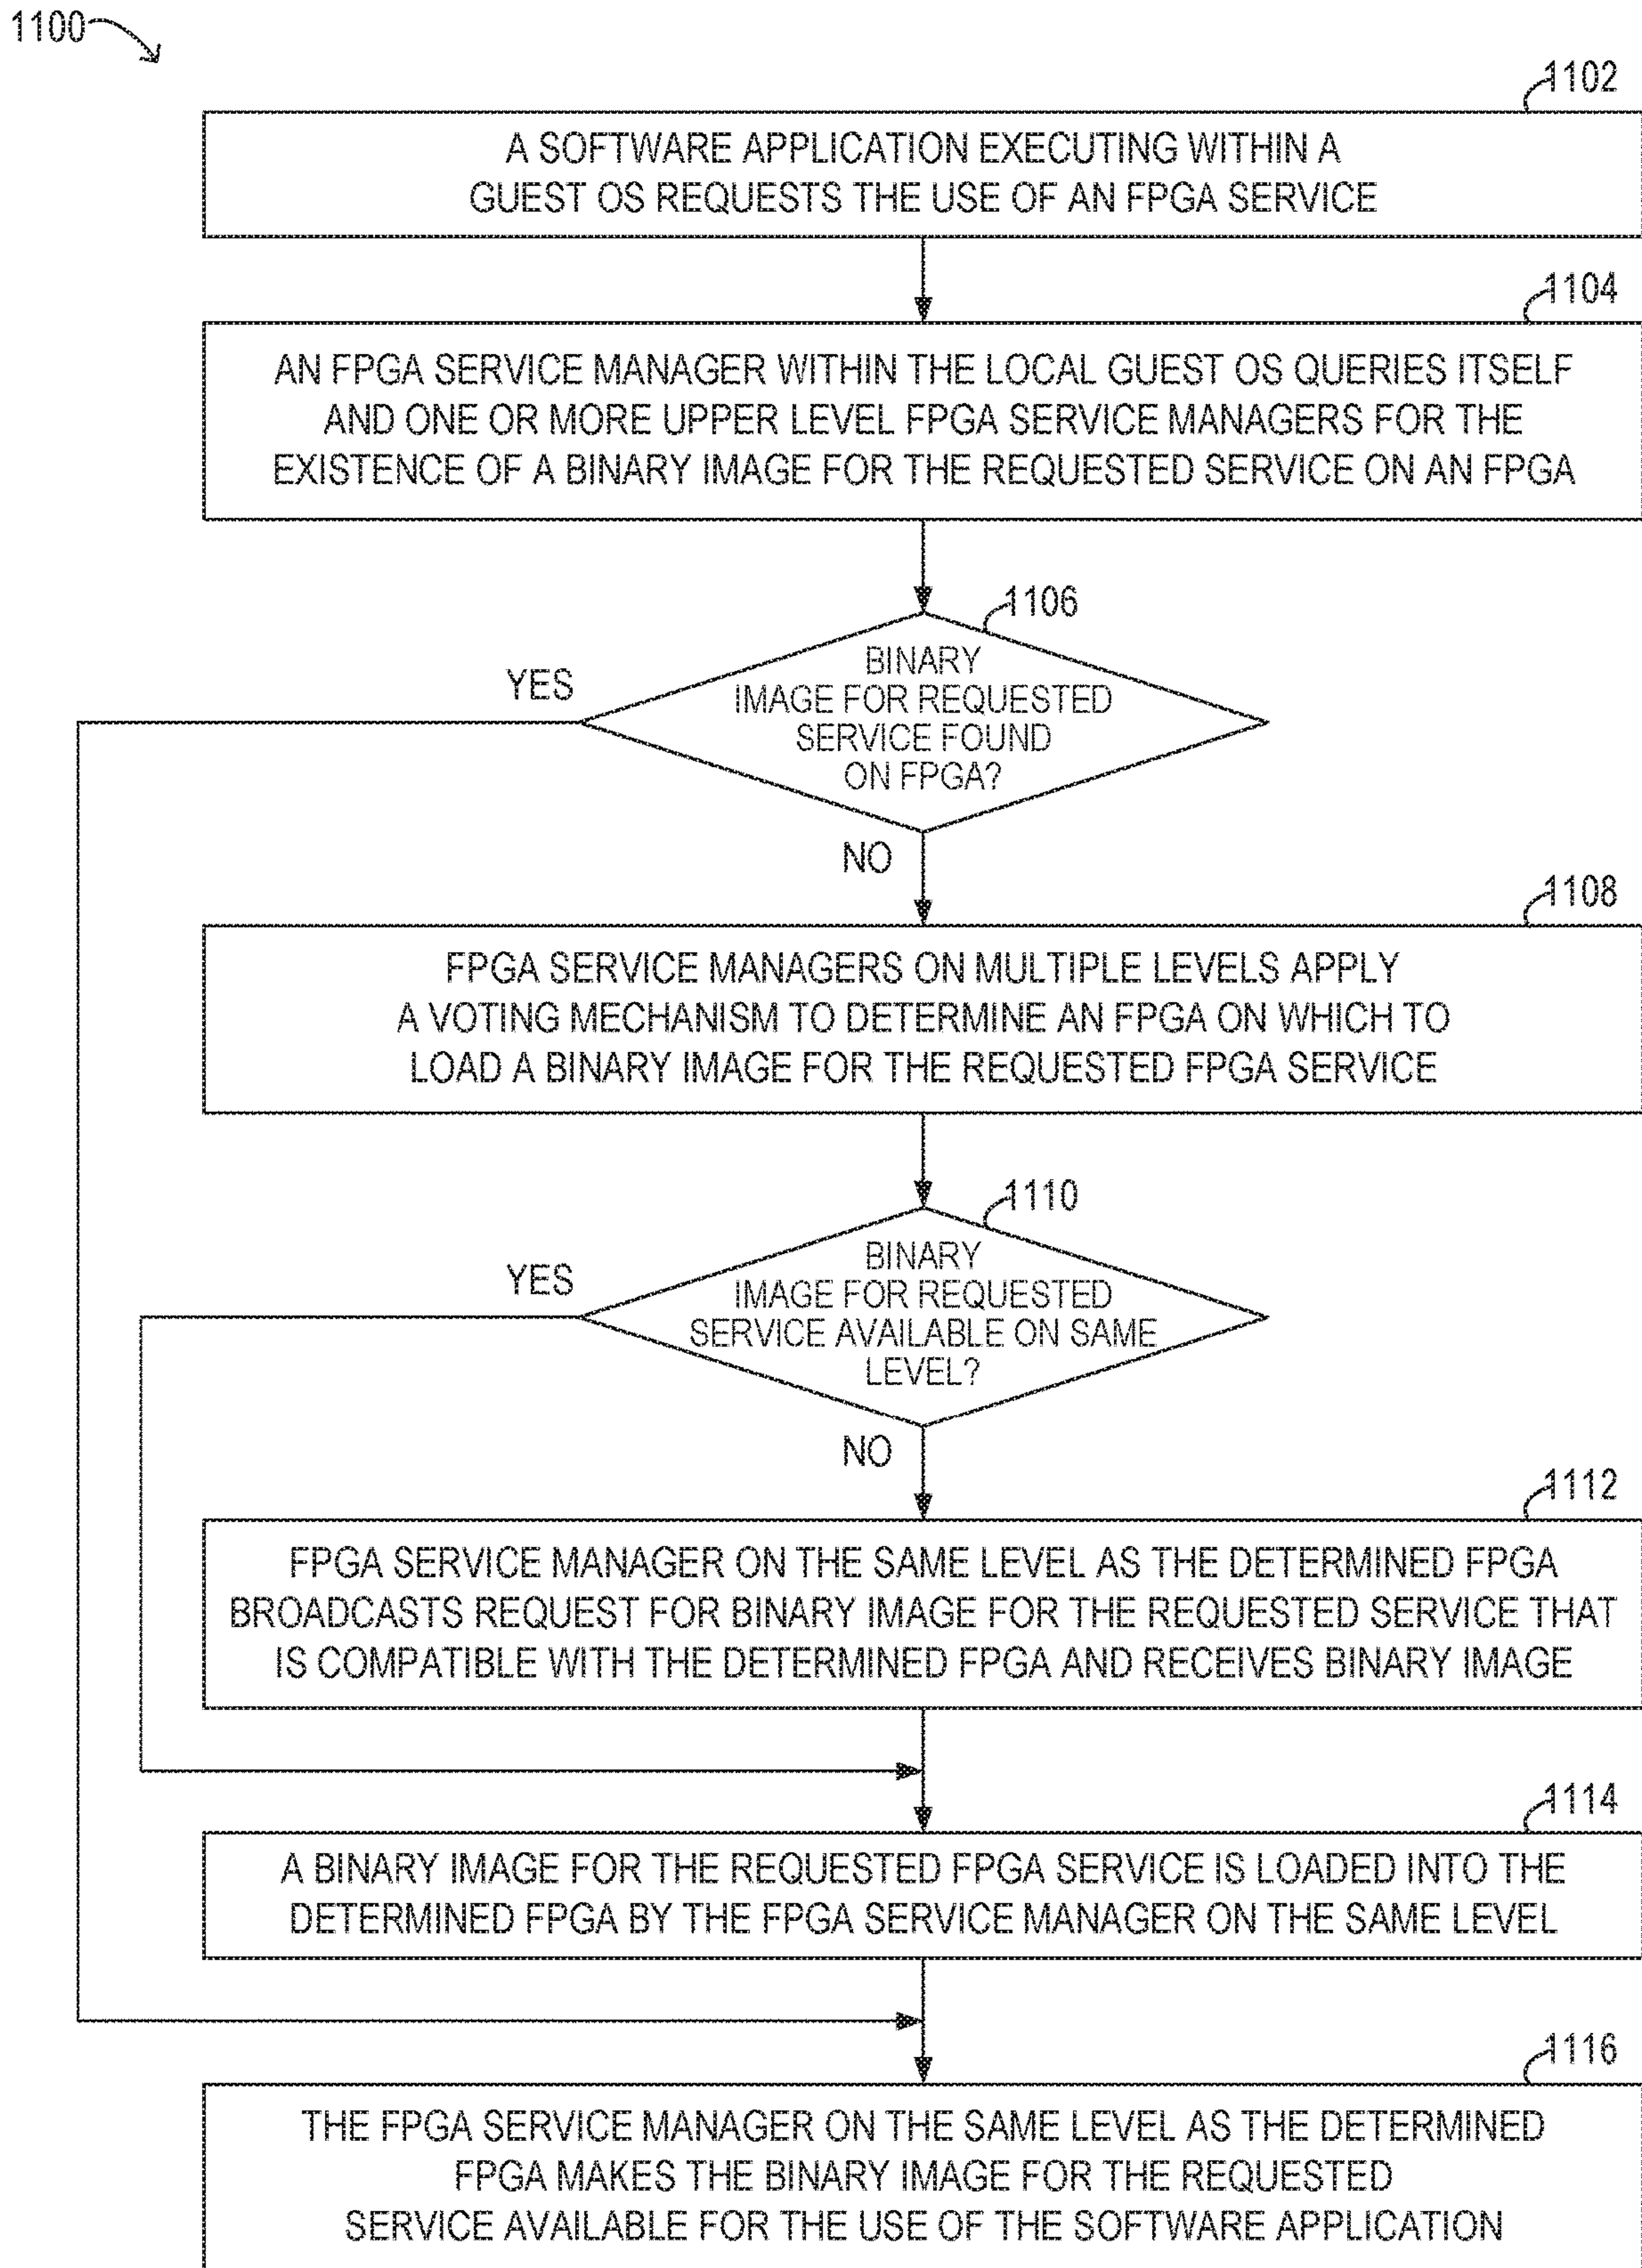 1100
1102
A SOFTWARE APPLICATION EXECUTING WITHIN A
GUEST OS REQUESTS THE USE OF AN FPGA SERVICE
1104
AN FPGA SERVICE MANAGER WITHIN THE LOCAL GUEST OS QUERIES ITSELF
AND ONE OR MORE UPPER LEVEL FPGA SERVICE MANAGERS FOR THE
EXISTENCE OF A BINARY IMAGE FOR THE REQUESTED SERVICE ON AN FPGA
1106
BINARY
IMAGE FOR REQUESTED
SERVICE FOUND
ON FPGA?
YES
NO
1108
FPGA SERVICE MANAGERS ON MULTIPLE LEVELS APPLY
A VOTING MECHANISM TO DETERMINE AN FPGA ON WHICH TO
LOAD A BINARY IMAGE FOR THE REQUESTED FPGA SERVICE
1110
BINARY
IMAGE FOR REQUESTED
SERVICE AVAILABLE ON SAME
LEVEL?
YES
NO
1112
FPGA SERVICE MANAGER ON THE SAME LEVEL AS THE DETERMINED FPGA
BROADCASTS REQUEST FOR BINARY IMAGE FOR THE REQUESTED SERVICE THAT
IS COMPATIBLE WITH THE DETERMINED FPGA AND RECEIVES BINARY IMAGE
1114
A BINARY IMAGE FOR THE REQUESTED FPGA SERVICE IS LOADED INTO THE
DETERMINED FPGA BY THE FPGA SERVICE MANAGER ON THE SAME LEVEL
1116
THE FPGA SERVICE MANAGER ON THE SAME LEVEL AS THE DETERMINED
FPGA MAKES THE BINARY IMAGE FOR THE REQUESTED
SERVICE AVAILABLE FOR THE USE OF THE SOFTWARE APPLICATION